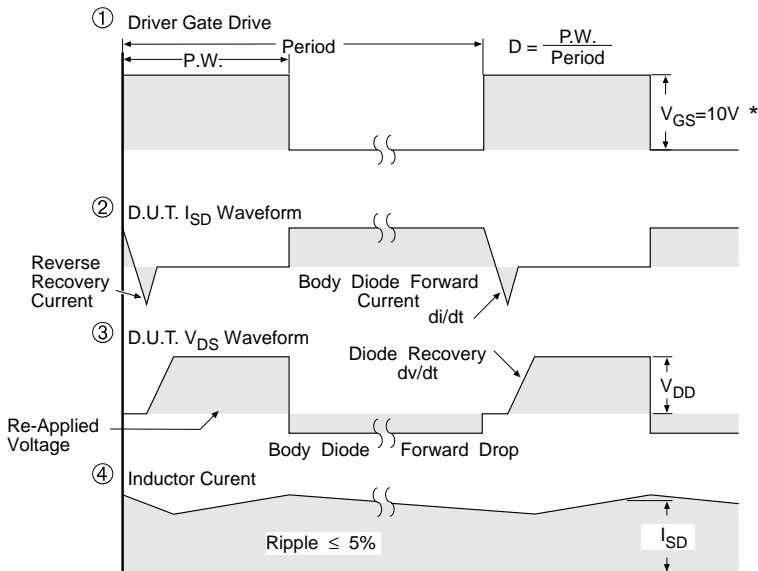 ① Driver Gate Drive
Period
P.W.
D = P.W. / Period
V_GS=10V *
② D.U.T. I_SD Waveform
Reverse
Recovery
Current
Body Diode Forward
Current
di/dt
③ D.U.T. V_DS Waveform
Diode Recovery
dv/dt
V_DD
Re-Applied
Voltage
Body Diode Forward Drop
④ Inductor Curent
Ripple ≤ 5%
I_SD